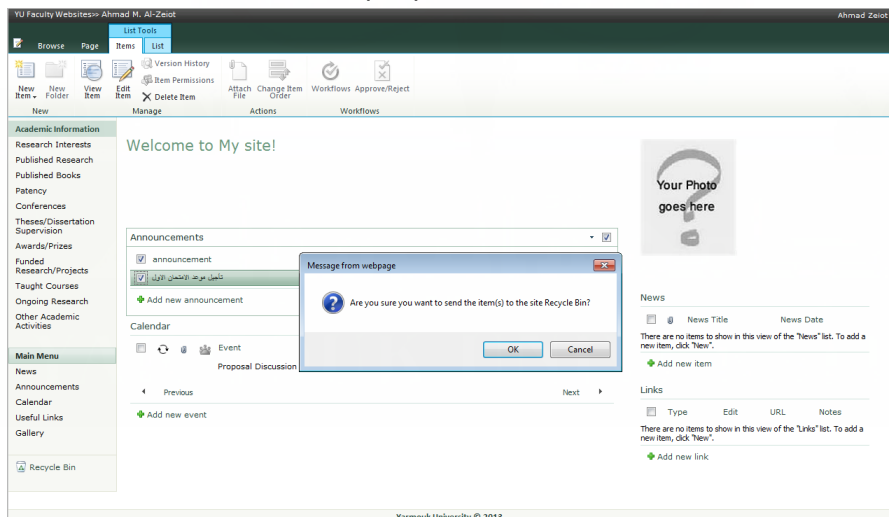 YU Faculty Websites>> Ahmad M. Al-Zeiot
Ahmad Zeiot
List Tools
Browse Page Items List
New Item
New Folder
View Item
Edit Item
Version History
Item Permissions
Delete Item
Attach File
Change Item Order
Workflows
Approve/Reject
New
Manage
Actions
Workflows
Academic Information
Research Interests
Published Research
Published Books
Patency
Conferences
Theses/Dissertation
Supervision
Awards/Prizes
Funded
Research/Projects
Taught Courses
Ongoing Research
Other Academic
Activities
Main Menu
News
Announcements
Calendar
Useful Links
Gallery
Recycle Bin
Welcome to My site!
Announcements
announcement
تأجيل موعد الامتحان الاول
Add new announcement
Calendar
Event
Proposal Discussion
Previous
Next
Add new event
Message from webpage
Are you sure you want to send the item(s) to the site Recycle Bin?
OK
Cancel
Your Photo
goes here
News
News Title News Date
There are no items to show in this view of the "News" list. To add a
new item, click "New".
Add new item
Links
Type Edit URL Notes
There are no items to show in this view of the "Links" list. To add a
new item, click "New".
Add new link
Yarmouk University © 2013